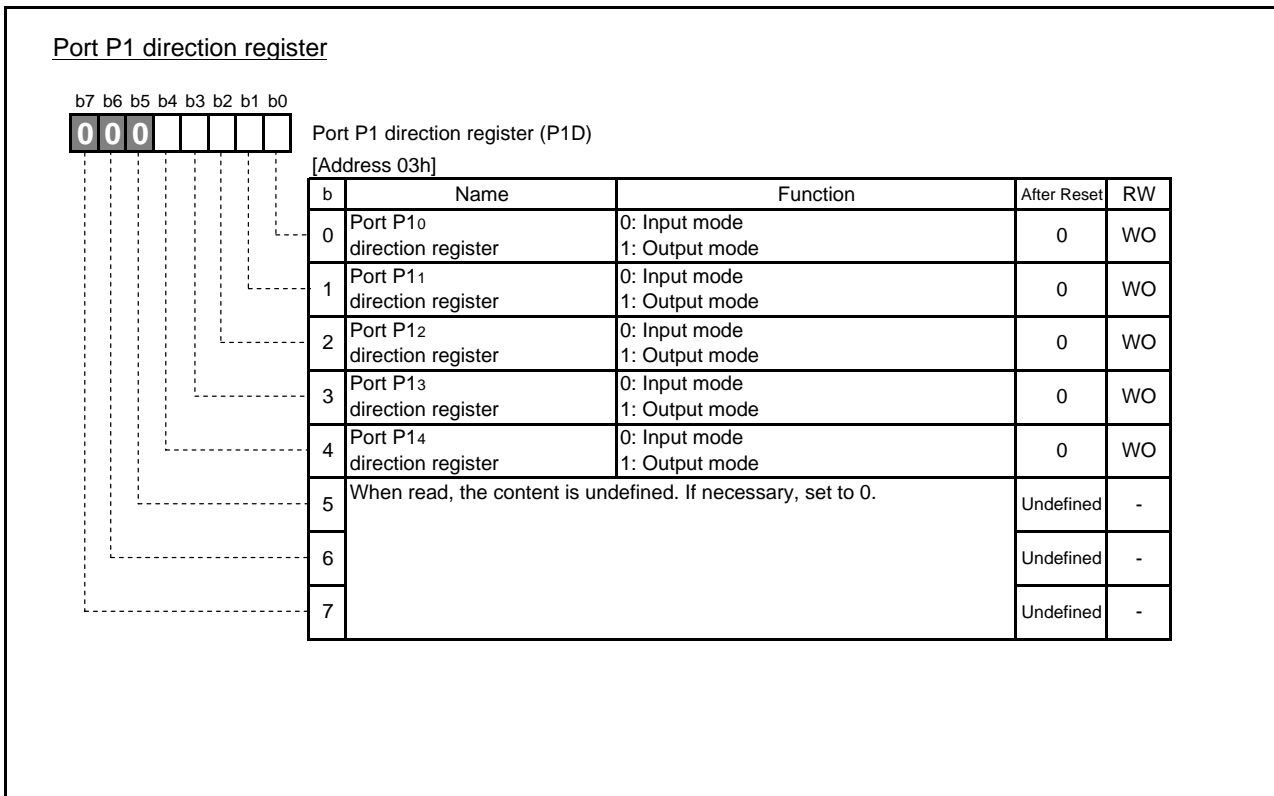 Port P1 direction register
b7 b6 b5 b4 b3 b2 b1 b0
0 0 0
Port P1 direction register (P1D)
[Address 03h]
b Name Function After Reset RW
0 Port P10 direction register 0: Input mode 1: Output mode 0 WO
1 Port P11 direction register 0: Input mode 1: Output mode 0 WO
2 Port P12 direction register 0: Input mode 1: Output mode 0 WO
3 Port P13 direction register 0: Input mode 1: Output mode 0 WO
4 Port P14 direction register 0: Input mode 1: Output mode 0 WO
5 When read, the content is undefined. If necessary, set to 0. Undefined -
6 Undefined -
7 Undefined -